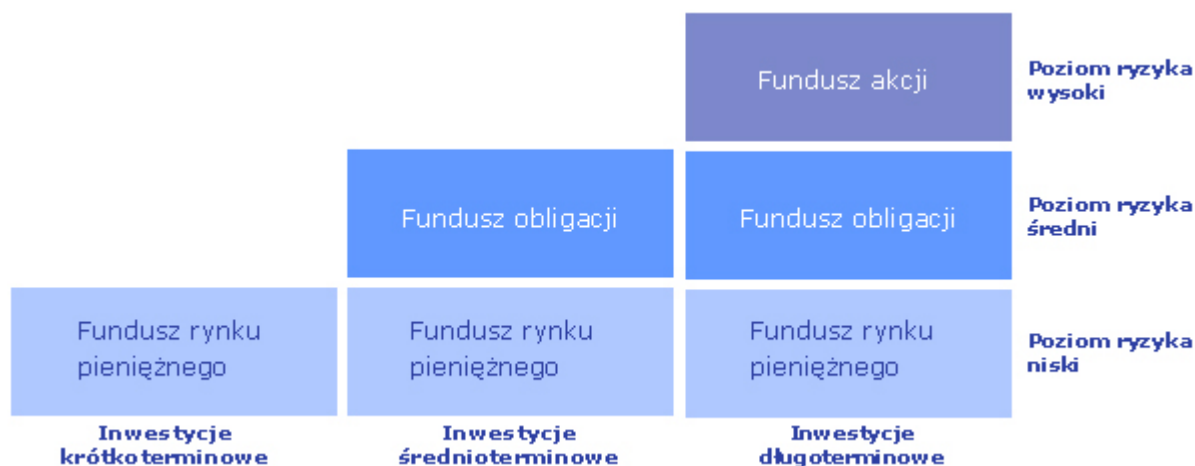 Fundusz akcji
Poziom ryzyka
wysoki
Fundusz obligacji
Fundusz obligacji
Poziom ryzyka
średni
Fundusz rynku
pieniężnego
Fundusz rynku
pieniężnego
Fundusz rynku
pieniężnego
Poziom ryzyka
niski
Inwestycje
krótkoterminowe
Inwestycje
średnioterminowe
Inwestycje
długoterminowe